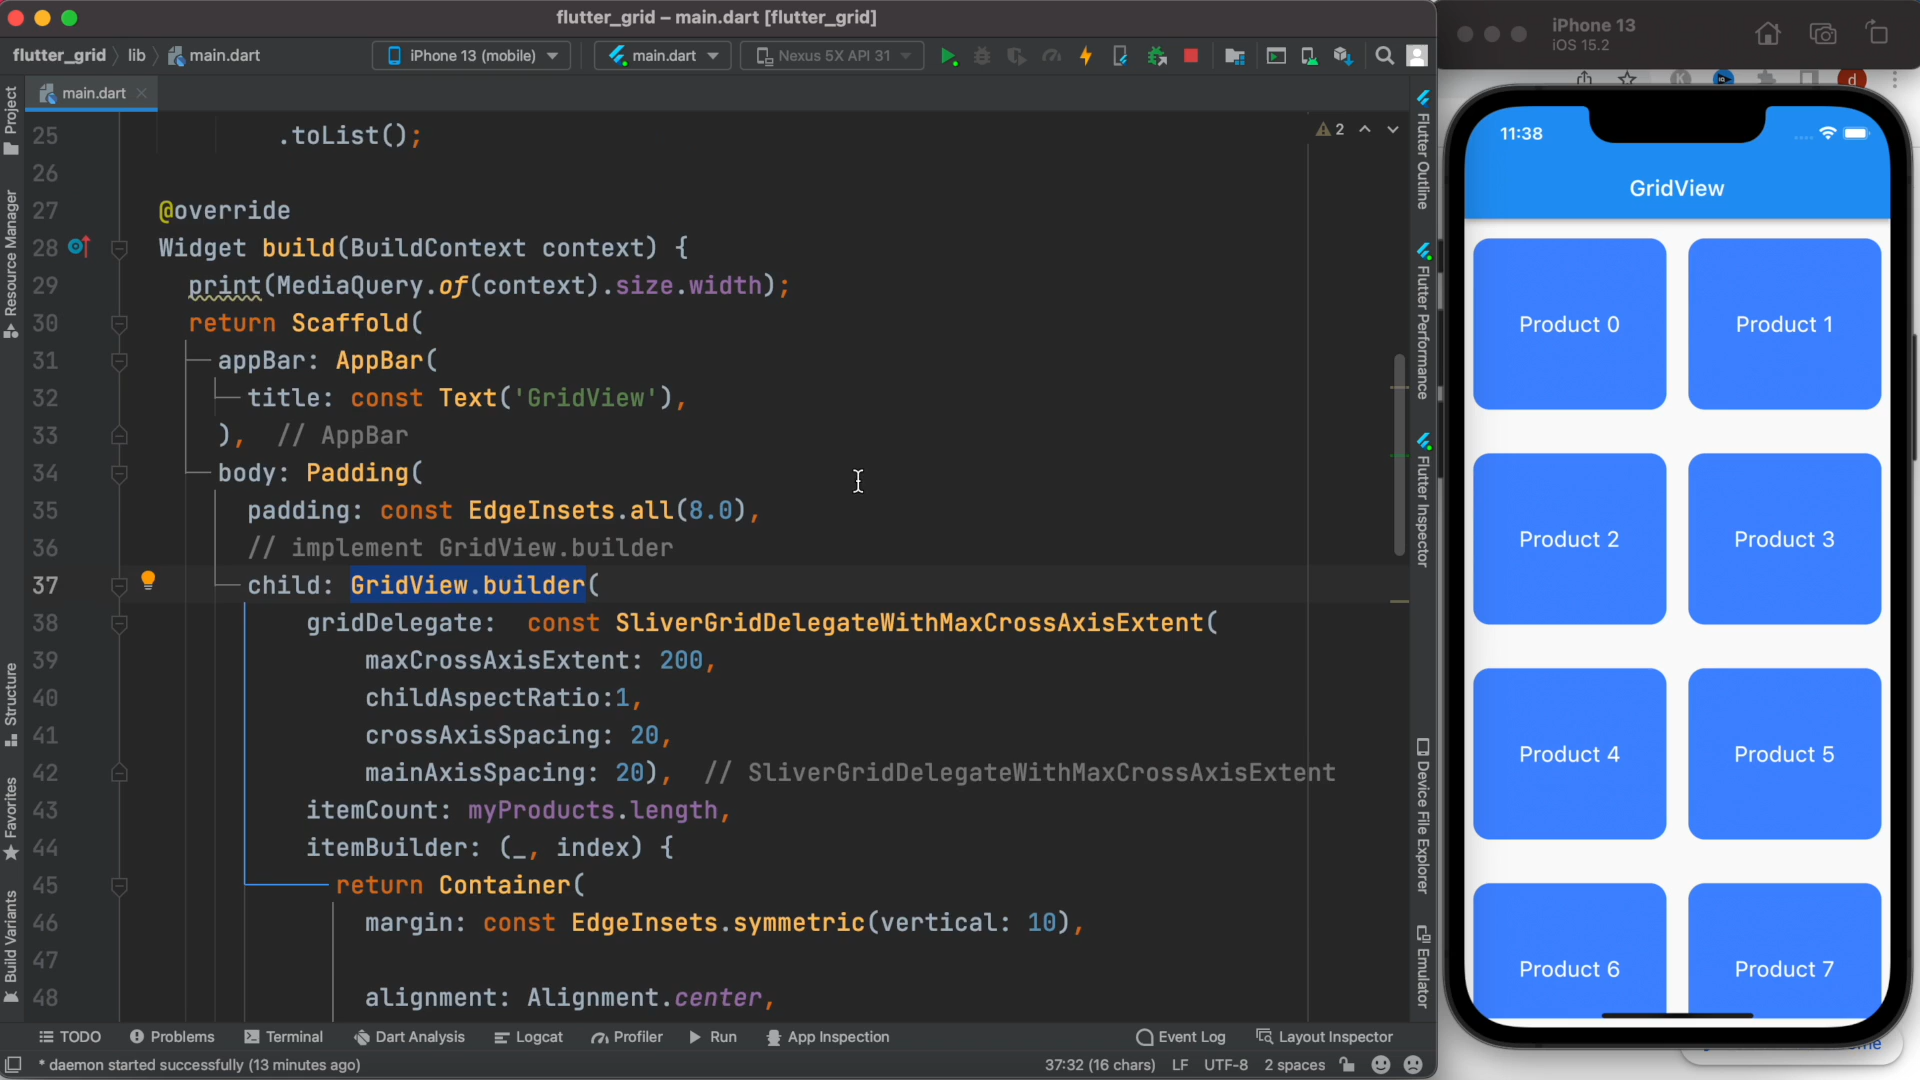 flutter_grid – main.dart [flutter_grid]
flutter_grid
lib
main.dart
iPhone 13 (mobile)
main.dart
Nexus 5X API 31
main.dart
2
Project
Resource Manager
Structure
Favorites
Build Variants
25 .toList();
26
27 @override
28 Widget build(BuildContext context) {
29 print(MediaQuery.of(context).size.width);
30 return Scaffold(
31 appBar: AppBar(
32 title: const Text('GridView'),
33 ), // AppBar
34 body: Padding(
35 padding: const EdgeInsets.all(8.0),
36 // implement GridView.builder
37 child: GridView.builder(
38 gridDelegate: const SliverGridDelegateWithMaxCrossAxisExtent(
39 maxCrossAxisExtent: 200,
40 childAspectRatio:1,
41 crossAxisSpacing: 20,
42 mainAxisSpacing: 20), // SliverGridDelegateWithMaxCrossAxisExtent
43 itemCount: myProducts.length,
44 itemBuilder: (_, index) {
45 return Container(
46 margin: const EdgeInsets.symmetric(vertical: 10),
47
48 alignment: Alignment.center,
Flutter Outline
Flutter Performance
Flutter Inspector
Device File Explorer
Emulator
TODO
Problems
Terminal
Dart Analysis
Logcat
Profiler
Run
App Inspection
Event Log
Layout Inspector
* daemon started successfully (13 minutes ago)
37:32 (16 chars)
LF
UTF-8
2 spaces
iPhone 13
iOS 15.2
d
11:38
GridView
Product 0
Product 1
Product 2
Product 3
Product 4
Product 5
Product 6
Product 7